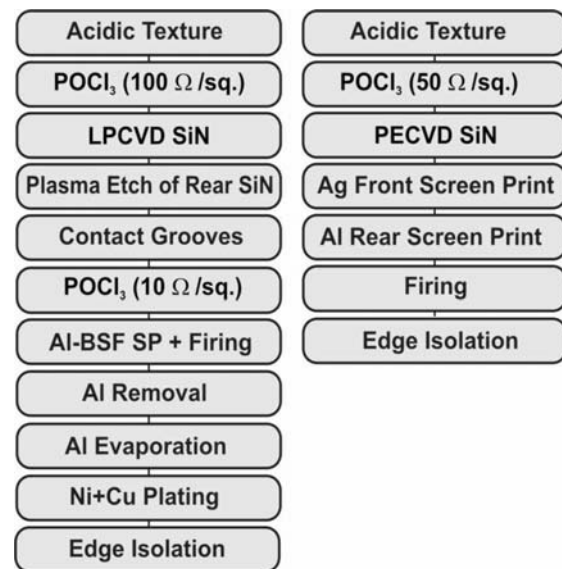 Acidic Texture
POCl₃ (100 Ω /sq.)
LPCVD SiN
Plasma Etch of Rear SiN
Contact Grooves
POCl₃ (10 Ω /sq.)
Al-BSF SP + Firing
Al Removal
Al Evaporation
Ni+Cu Plating
Edge Isolation
Acidic Texture
POCl₃ (50 Ω /sq.)
PECVD SiN
Ag Front Screen Print
Al Rear Screen Print
Firing
Edge Isolation